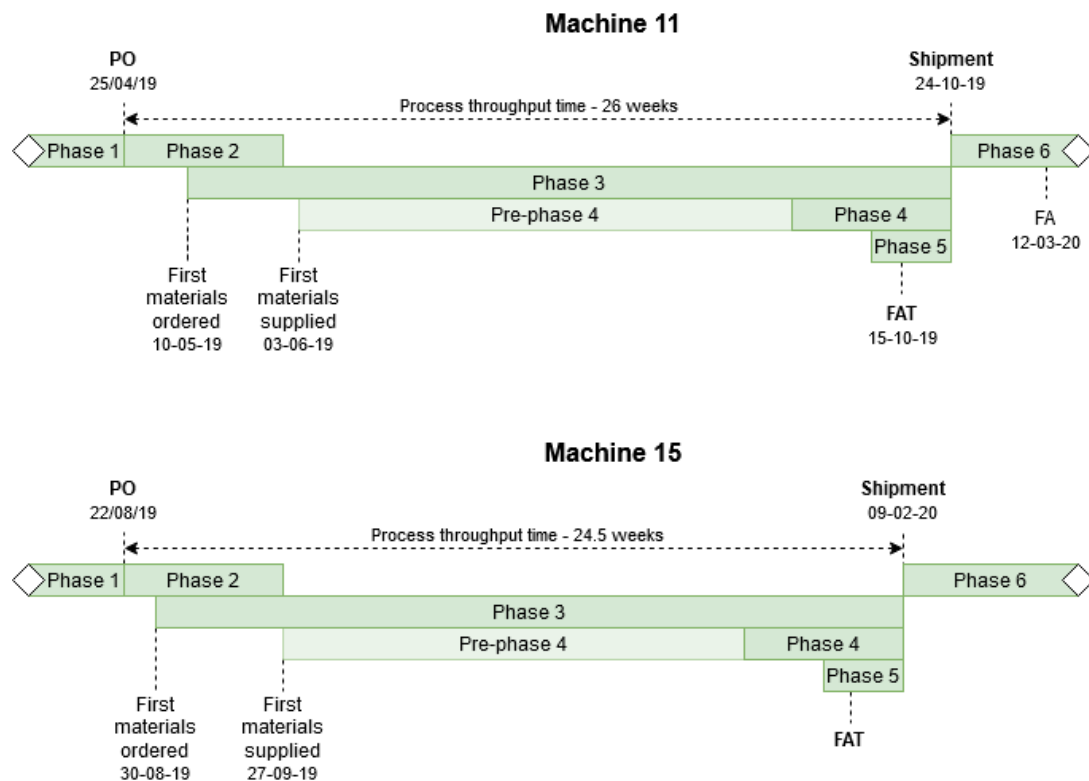 Machine 11
PO
25/04/19
Shipment
24-10-19
Process throughput time - 26 weeks
Phase 1
Phase 2
Phase 6
Phase 3
Pre-phase 4
Phase 4
Phase 5
First
materials
ordered
10-05-19
First
materials
supplied
03-06-19
FAT
15-10-19
FA
12-03-20
Machine 15
PO
22/08/19
Shipment
09-02-20
Process throughput time - 24.5 weeks
Phase 1
Phase 2
Phase 6
Phase 3
Pre-phase 4
Phase 4
Phase 5
First
materials
ordered
30-08-19
First
materials
supplied
27-09-19
FAT